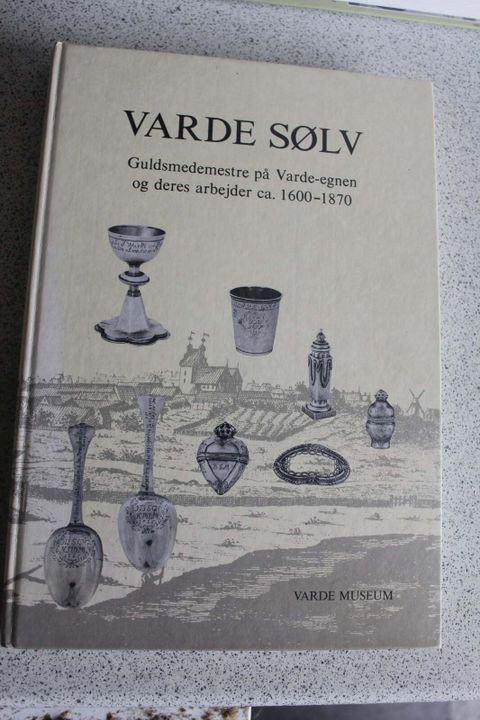 VARDE SØLV
Guldsmedemestre på Varde-egnen
og deres arbejder ca. 1600-1870
VARDE MUSEUM